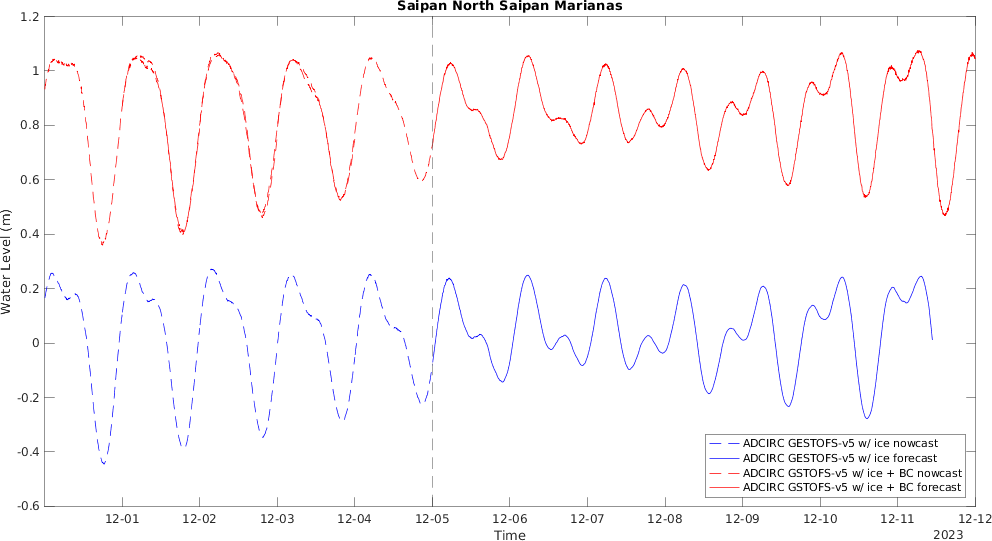 Saipan North Saipan Marianas
1.2
1
0.8
0.6
0.4
0.2
0
-0.2
-0.4
-0.6
Water Level (m)
ADCIRC GESTOFS-v5 w/ ice nowcast
ADCIRC GESTOFS-v5 w/ ice forecast
ADCIRC GSTOFS-v5 w/ ice + BC nowcast
ADCIRC GSTOFS-v5 w/ ice + BC forecast
12-01 12-02 12-03 12-04 12-05 12-06 12-07 12-08 12-09 12-10 12-11 12-12
Time
2023